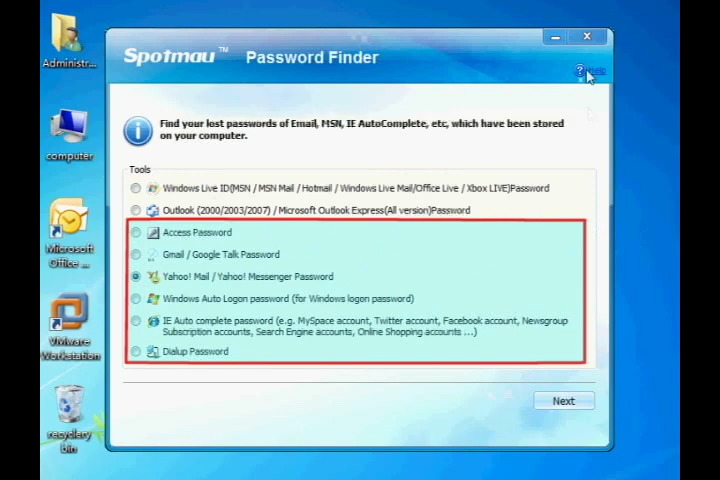 Spotmau™ Password Finder
Help
Administr...
computer
Microsoft
Office ...
VMware
Workstation
recyclery
bin
Find your lost passwords of Email, MSN, IE AutoComplete, etc, which have been stored
on your computer.
Tools
Windows Live ID(MSN / MSN Mail / Hotmail / Windows Live Mail/Office Live / Xbox LIVE)Password
Outlook (2000/2003/2007) / Microsoft Outlook Express(All version)Password
Access Password
Gmail / Google Talk Password
Yahoo! Mail / Yahoo! Messenger Password
Windows Auto Logon password (for Windows logon password)
IE Auto complete password (e.g. MySpace account, Twitter account, Facebook account, Newsgroup
Subscription accounts, Search Engine accounts, Online Shopping accounts ...)
Dialup Password
Next